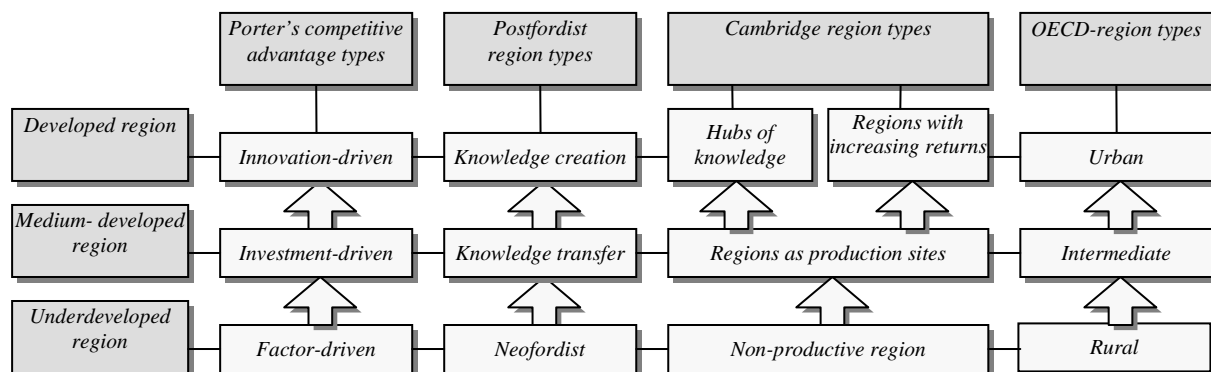 Porter's competitive
advantage types
Postfordist
region types
Cambridge region types
OECD-region types
Developed region
Innovation-driven
Knowledge creation
Hubs of
knowledge
Regions with
increasing returns
Urban
Medium- developed
region
Investment-driven
Knowledge transfer
Regions as production sites
Intermediate
Underdeveloped
region
Factor-driven
Neofordist
Non-productive region
Rural